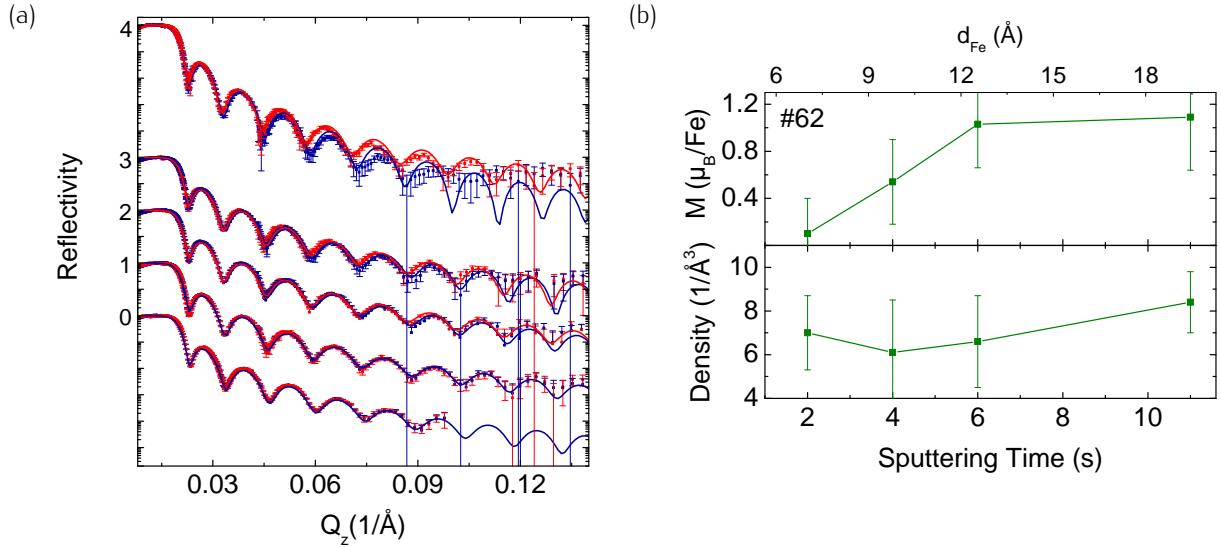 (a)
4
3
2
1
0
Reflectivity
0.03 0.06 0.09 0.12
Q_z(1/Å)
(b)
d_Fe (Å)
6 9 12 15 18
1.2
0.8
0.4
M (μ_B/Fe)
#62
10
8
6
4
Density (1/Å³)
2 4 6 8 10
Sputtering Time (s)